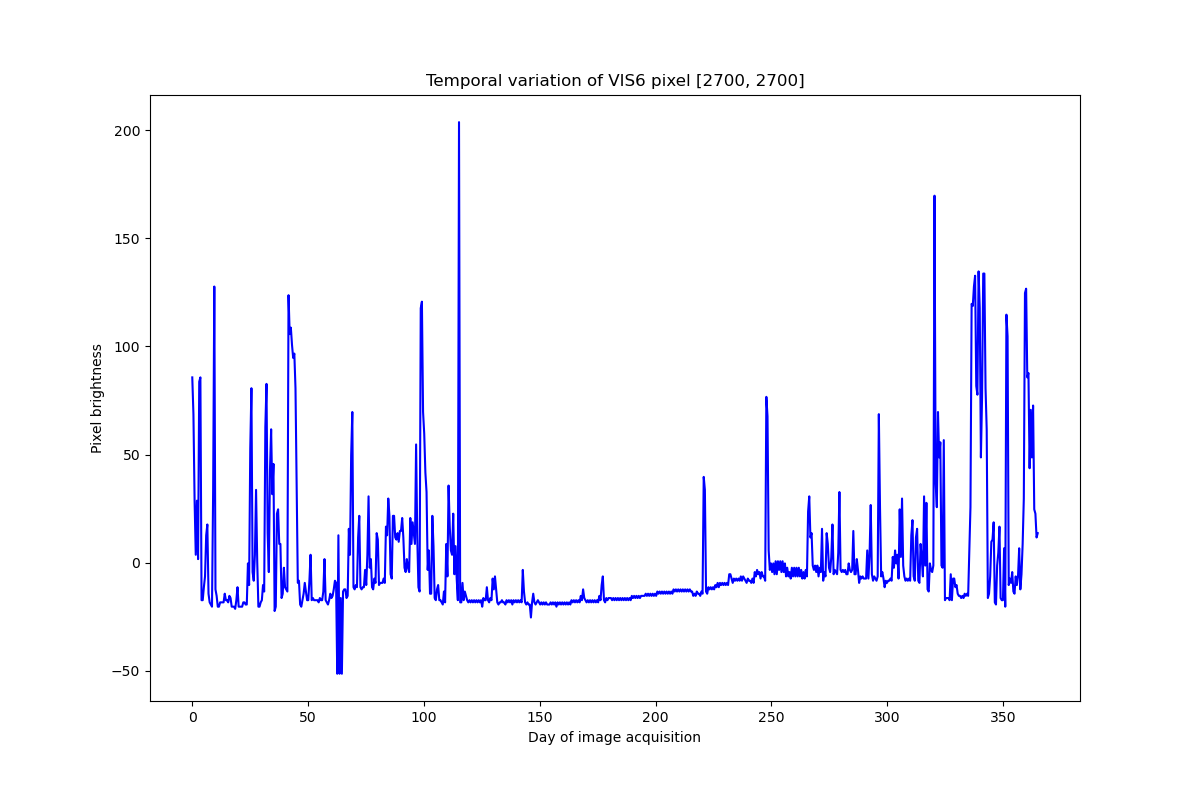 Temporal variation of VIS6 pixel [2700, 2700]
200
150
100
50
0
−50
Pixel brightness
0 50 100 150 200 250 300 350
Day of image acquisition